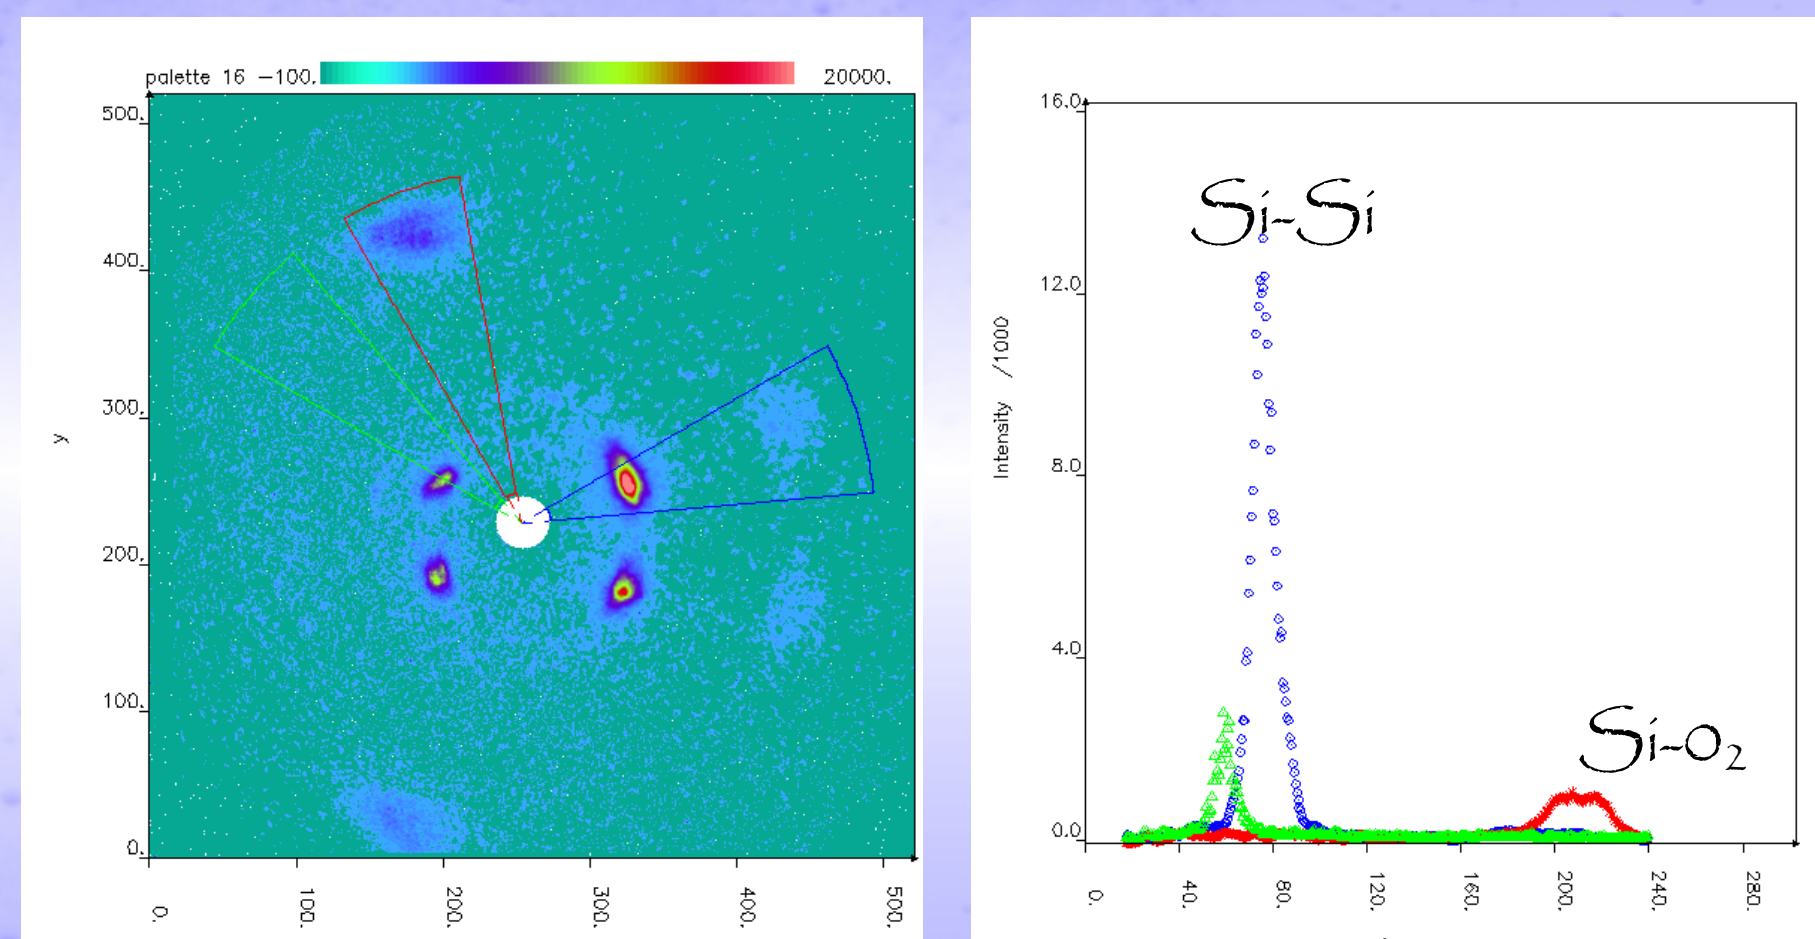 palette 16 −100. 20000.
500.
400.
300.
200.
100.
0.
y
0. 100. 200. 300. 400. 500.
16.0
12.0
8.0
4.0
0.0
Intensity /1000
Si-Si
Si-O2
0. 40. 80. 120. 160. 200. 240. 280.